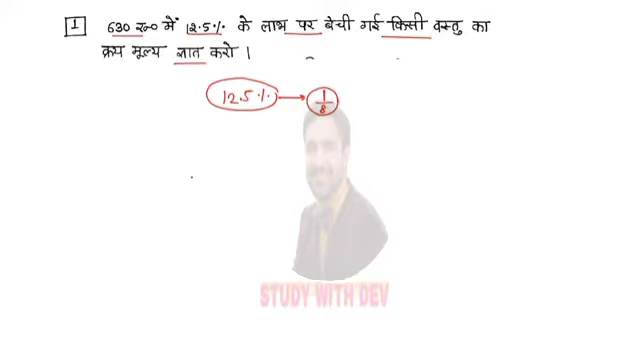 1 630 रू० में 12.5% के लाभ पर बेची गई किसी वस्तु का
क्रय मूल्य ज्ञात करो ।
12.5% → 1/8
STUDY WITH DEV